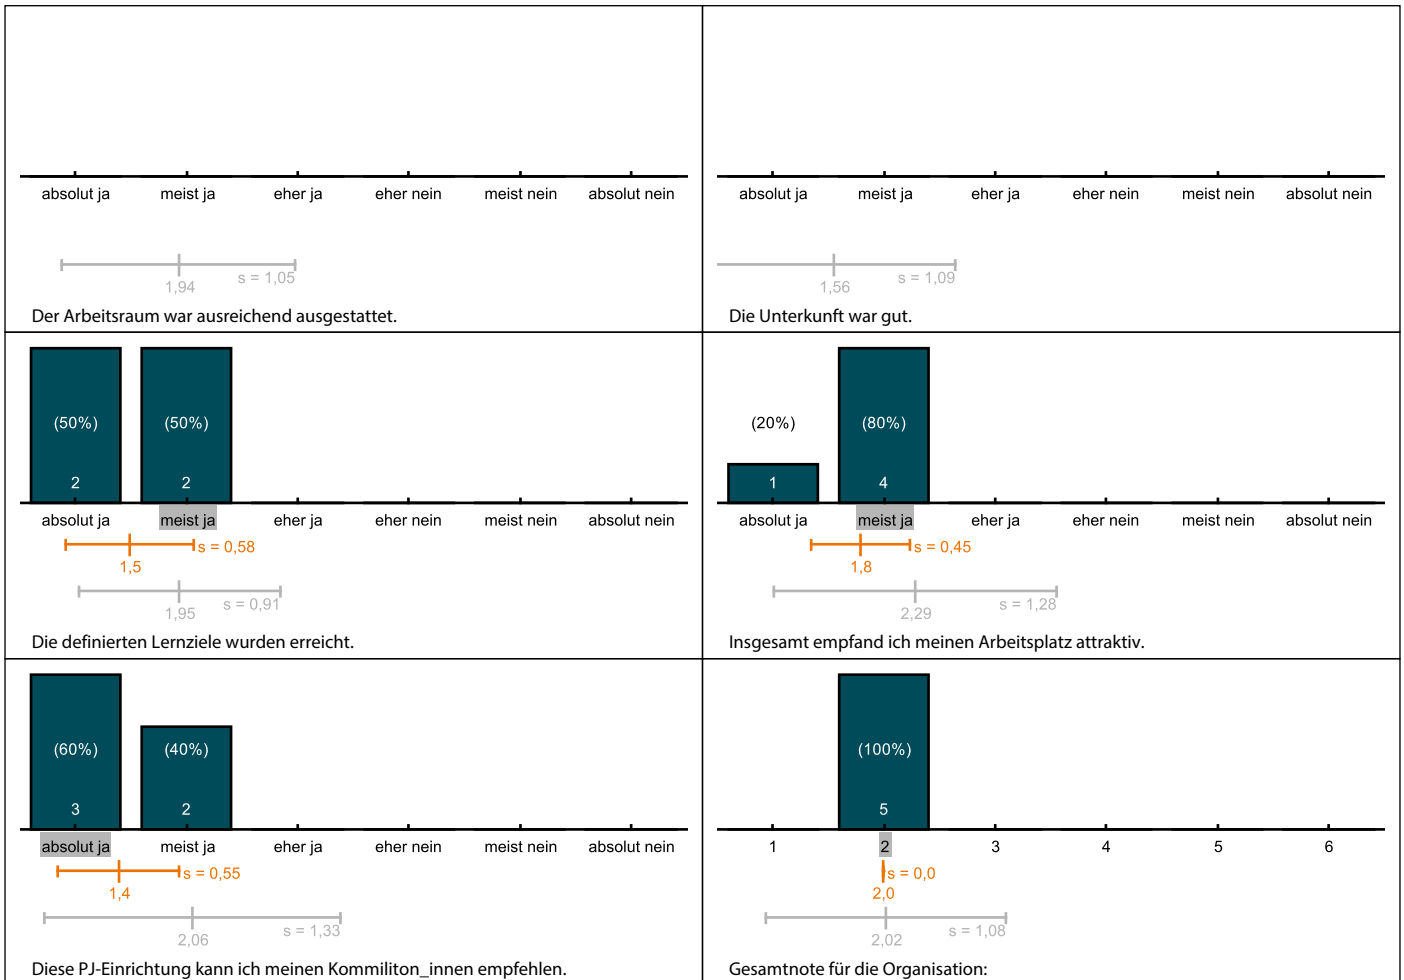 absolut ja meist ja eher ja eher nein meist nein absolut nein
s = 1,05
1,94
Der Arbeitsraum war ausreichend ausgestattet.
absolut ja meist ja eher ja eher nein meist nein absolut nein
s = 1,09
1,56
Die Unterkunft war gut.
(50%) (50%)
2 2
absolut ja meist ja eher ja eher nein meist nein absolut nein
s = 0,58
1,5
s = 0,91
1,95
Die definierten Lernziele wurden erreicht.
(20%) (80%)
1 4
absolut ja meist ja eher ja eher nein meist nein absolut nein
s = 0,45
1,8
s = 1,28
2,29
Insgesamt empfand ich meinen Arbeitsplatz attraktiv.
(60%) (40%)
3 2
absolut ja meist ja eher ja eher nein meist nein absolut nein
s = 0,55
1,4
s = 1,33
2,06
Diese PJ-Einrichtung kann ich meinen Kommiliton_innen empfehlen.
(100%)
5
1 2 3 4 5 6
s = 0,0
2,0
s = 1,08
2,02
Gesamtnote für die Organisation: